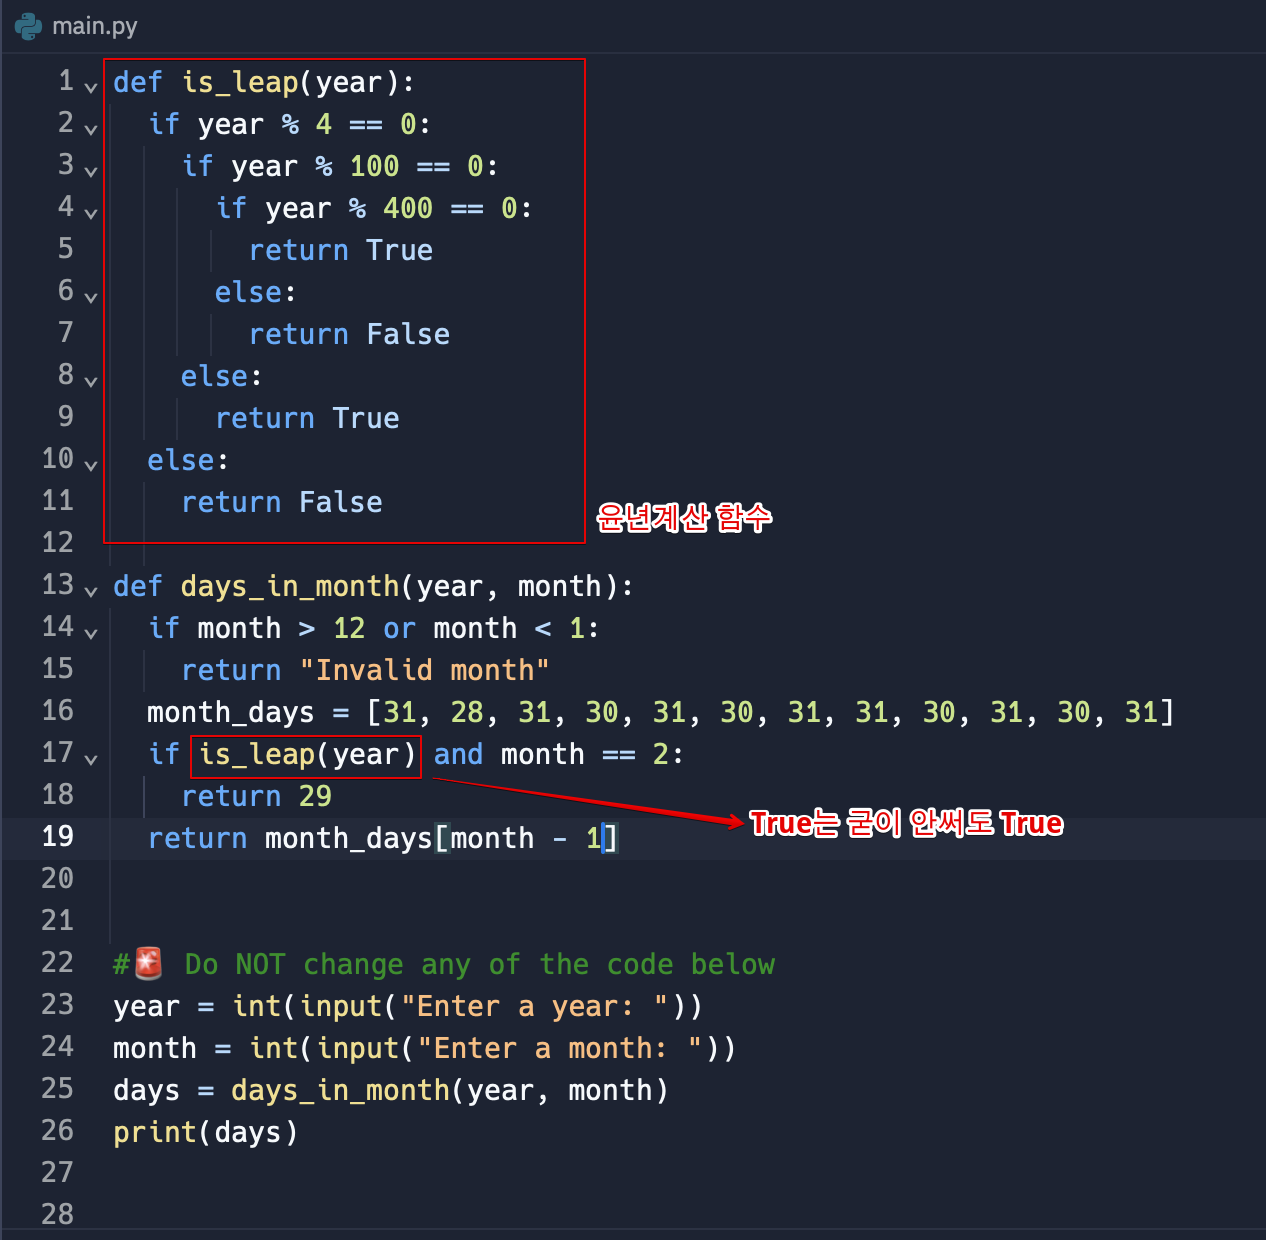 main.py
1 def is_leap(year):
2   if year % 4 == 0:
3     if year % 100 == 0:
4       if year % 400 == 0:
5         return True
6       else:
7         return False
8     else:
9       return True
10   else:
11     return False
윤년계산 함수
12
13 def days_in_month(year, month):
14   if month > 12 or month < 1:
15     return "Invalid month"
16   month_days = [31, 28, 31, 30, 31, 30, 31, 31, 30, 31, 30, 31]
17   if is_leap(year) and month == 2:
18     return 29
True는 굳이 안써도 True
19   return month_days[month - 1]
20
21
22 #🚨 Do NOT change any of the code below
23 year = int(input("Enter a year: "))
24 month = int(input("Enter a month: "))
25 days = days_in_month(year, month)
26 print(days)
27
28